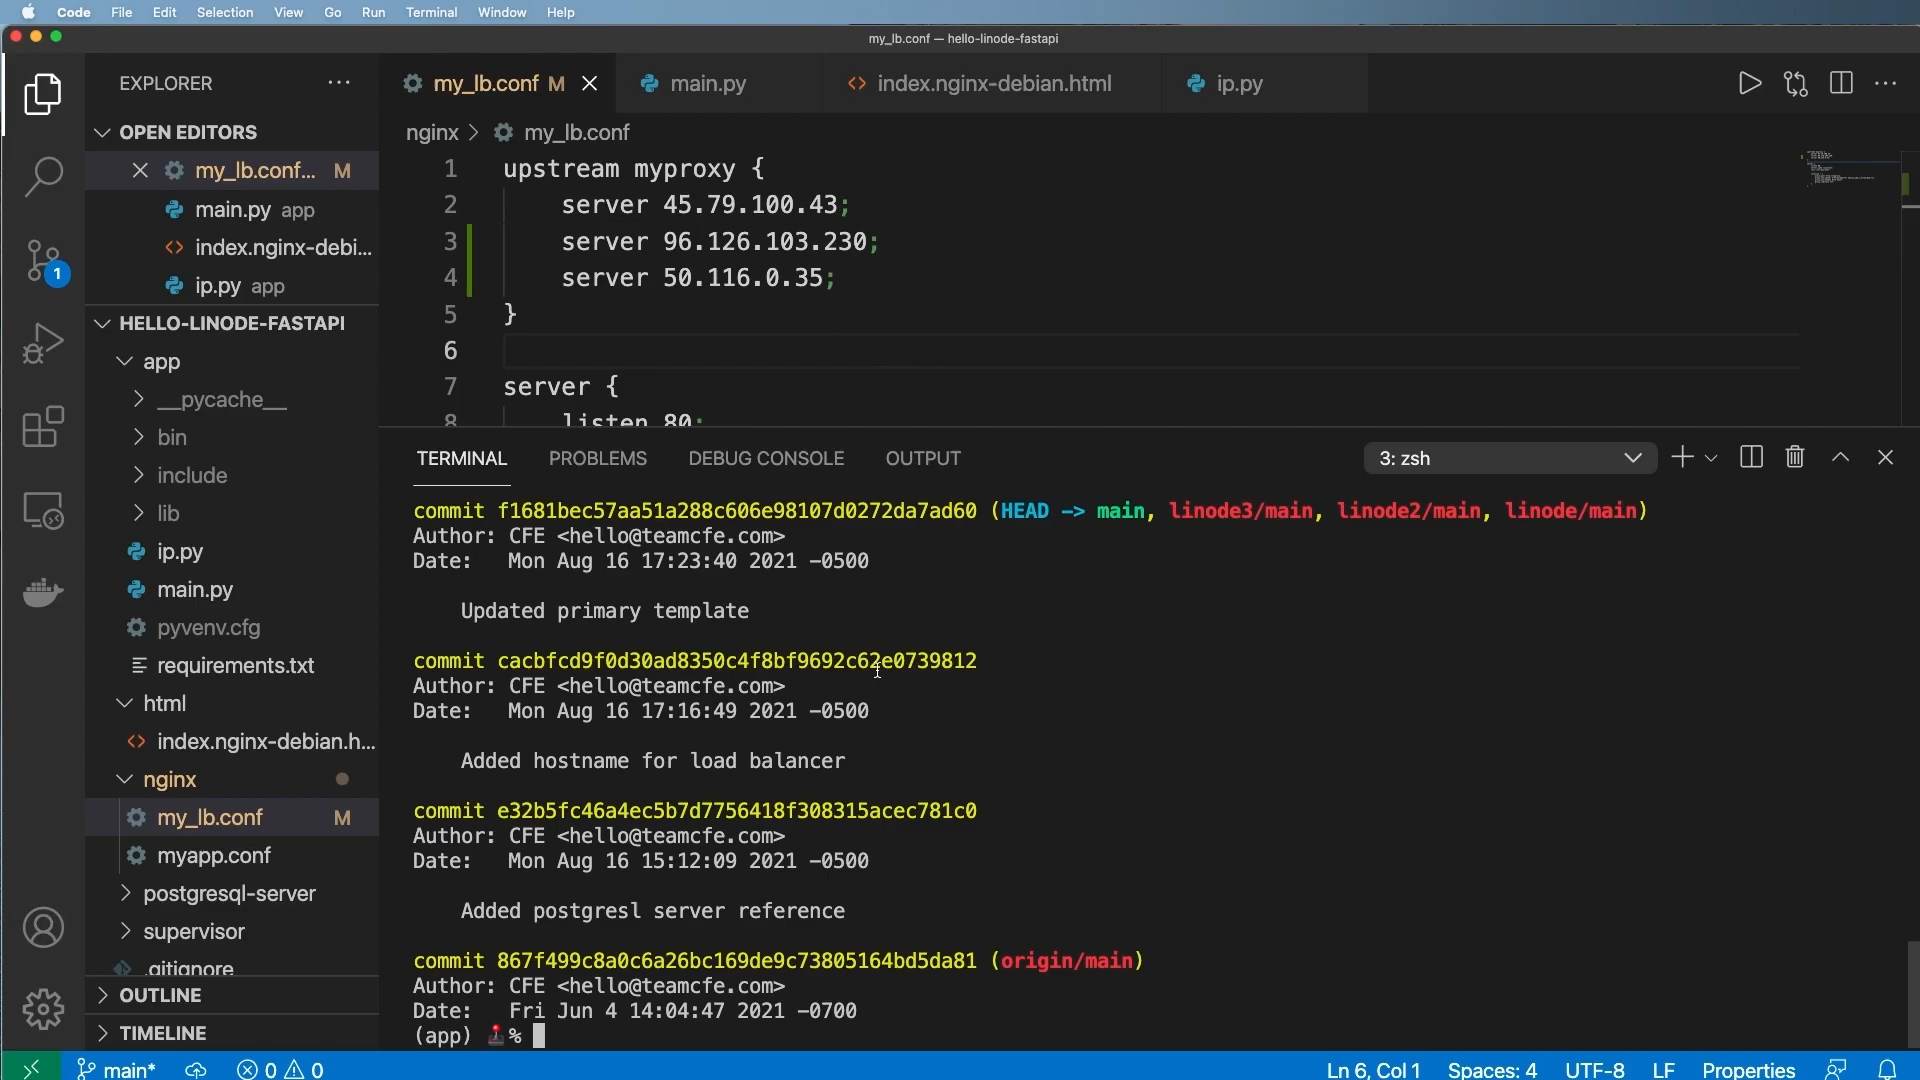 Code File Edit Selection View Go Run Terminal Window Help
my_lb.conf — hello-linode-fastapi
EXPLORER
my_lb.conf M
main.py
index.nginx-debian.html
ip.py
OPEN EDITORS
my_lb.conf... M
main.py app
index.nginx-debi...
ip.py app
HELLO-LINODE-FASTAPI
app
__pycache__
bin
include
lib
ip.py
main.py
pyvenv.cfg
requirements.txt
html
index.nginx-debian.h...
nginx
my_lb.conf M
myapp.conf
postgresql-server
supervisor
.gitignore
OUTLINE
TIMELINE
1
nginx > my_lb.conf
1 upstream myproxy {
2 server 45.79.100.43;
3 server 96.126.103.230;
4 server 50.116.0.35;
5 }
6
7 server {
8 listen 80;
TERMINAL PROBLEMS DEBUG CONSOLE OUTPUT
3: zsh
commit f1681bec57aa51a288c606e98107d0272da7ad60 (HEAD -> main, linode3/main, linode2/main, linode/main)
Author: CFE <hello@teamcfe.com>
Date: Mon Aug 16 17:23:40 2021 -0500
Updated primary template
commit cacbfcd9f0d30ad8350c4f8bf9692c62e0739812
Author: CFE <hello@teamcfe.com>
Date: Mon Aug 16 17:16:49 2021 -0500
Added hostname for load balancer
commit e32b5fc46a4ec5b7d7756418f308315acec781c0
Author: CFE <hello@teamcfe.com>
Date: Mon Aug 16 15:12:09 2021 -0500
Added postgresl server reference
commit 867f499c8a0c6a26bc169de9c73805164bd5da81 (origin/main)
Author: CFE <hello@teamcfe.com>
Date: Fri Jun 4 14:04:47 2021 -0700
(app) 🕹% 
main* 0 0
Ln 6, Col 1 Spaces: 4 UTF-8 LF Properties